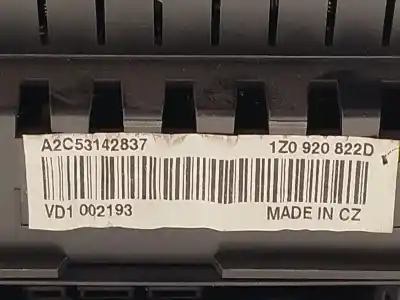 A2C53142837 1Z0 920 822D
VD1 002193 MADE IN CZ